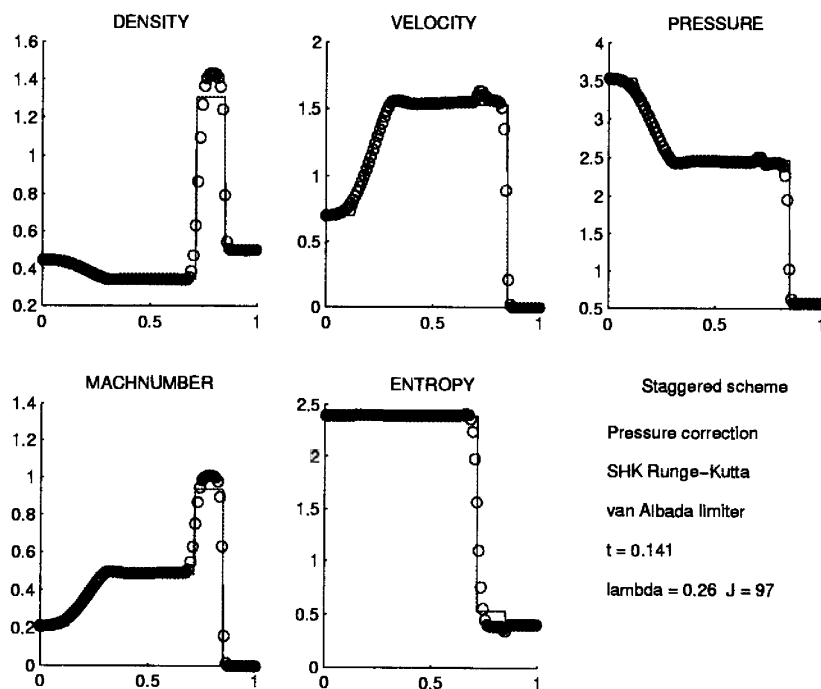 DENSITY
1.6
1.4
1.2
1
0.8
0.6
0.4
0.2
0 0.5 1
VELOCITY
2
1.5
1
0.5
0
0 0.5 1
PRESSURE
4
3.5
3
2.5
2
1.5
1
0.5
0 0.5 1
MACHNUMBER
1.4
1.2
1
0.8
0.6
0.4
0.2
0
0 0.5 1
ENTROPY
2.5
2
1.5
1
0.5
0
0 0.5 1
Staggered scheme
Pressure correction
SHK Runge-Kutta
van Albada limiter
t = 0.141
lambda = 0.26 J = 97